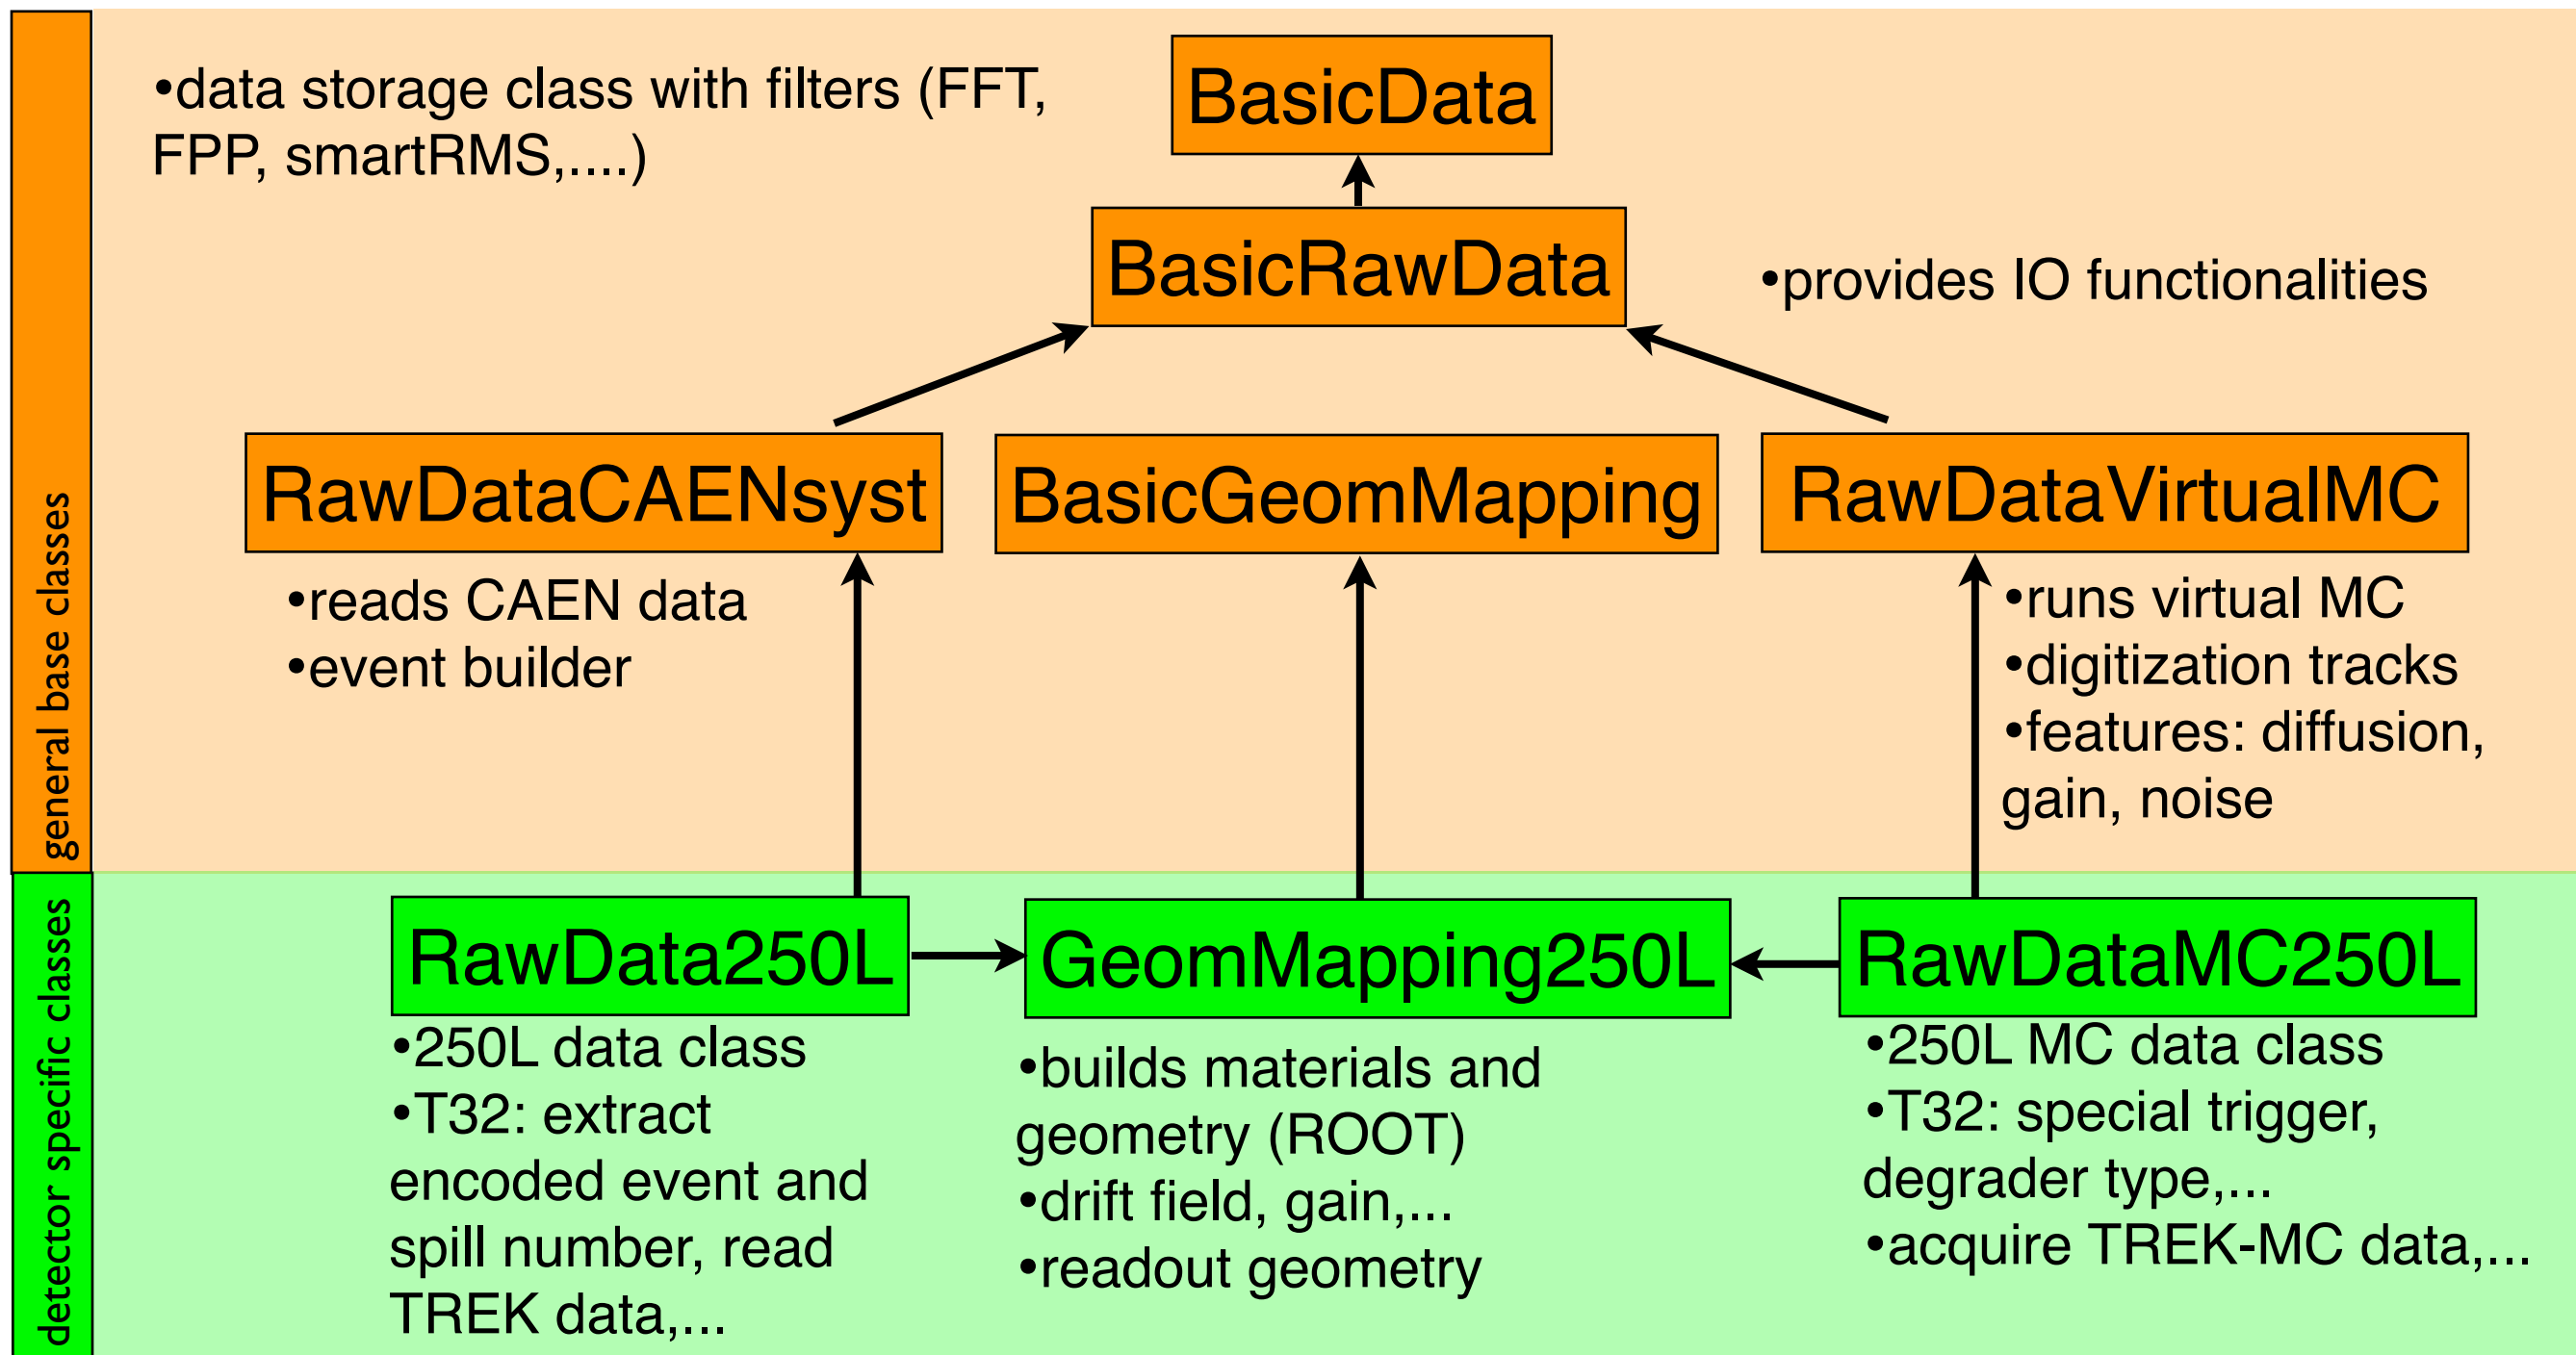 •data storage class with filters (FFT,
FPP, smartRMS,....)
BasicData
BasicRawData
•provides IO functionalities
RawDataCAENsyst
BasicGeomMapping
RawDataVirtualMC
•reads CAEN data
•event builder
•runs virtual MC
•digitization tracks
•features: diffusion,
gain, noise
general base classes
RawData250L
GeomMapping250L
RawDataMC250L
•250L data class
•T32: extract
encoded event and
spill number, read
TREK data,...
•builds materials and
geometry (ROOT)
•drift field, gain,...
•readout geometry
•250L MC data class
•T32: special trigger,
degrader type,...
•acquire TREK-MC data,...
detector specific classes